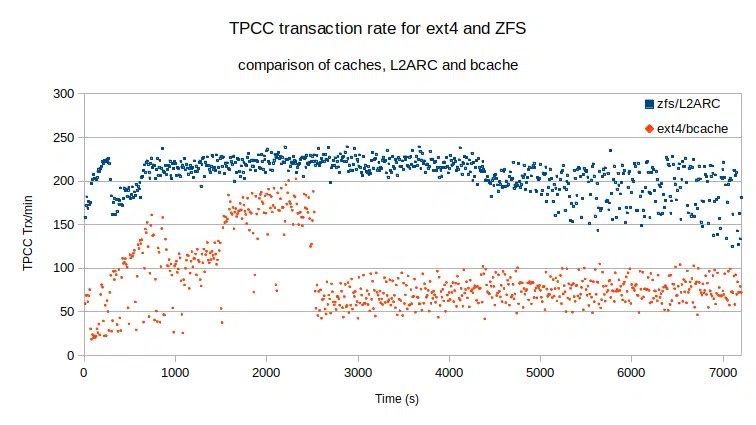 TPCC transaction rate for ext4 and ZFS
comparison of caches, L2ARC and bcache
300
250
200
150
100
50
0
TPCC Trx/min
zfs/L2ARC
ext4/bcache
0 1000 2000 3000 4000 5000 6000 7000
Time (s)